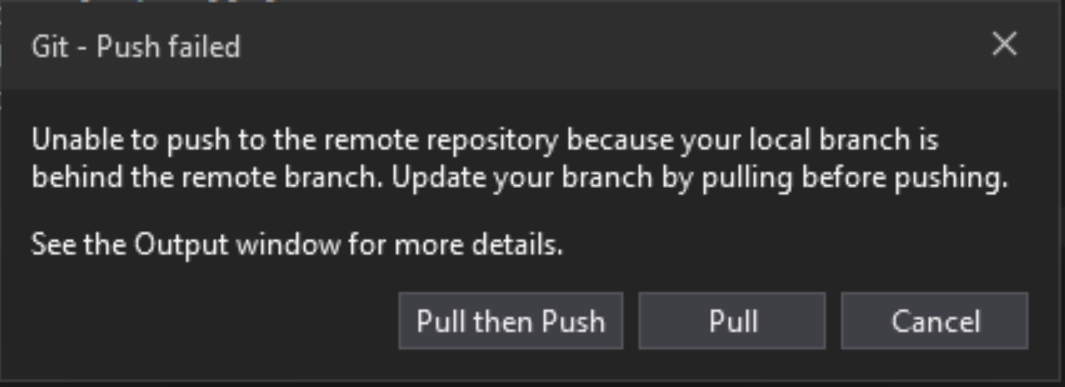 Git - Push failed
Unable to push to the remote repository because your local branch is
behind the remote branch. Update your branch by pulling before pushing.
See the Output window for more details.
Pull then Push
Pull
Cancel